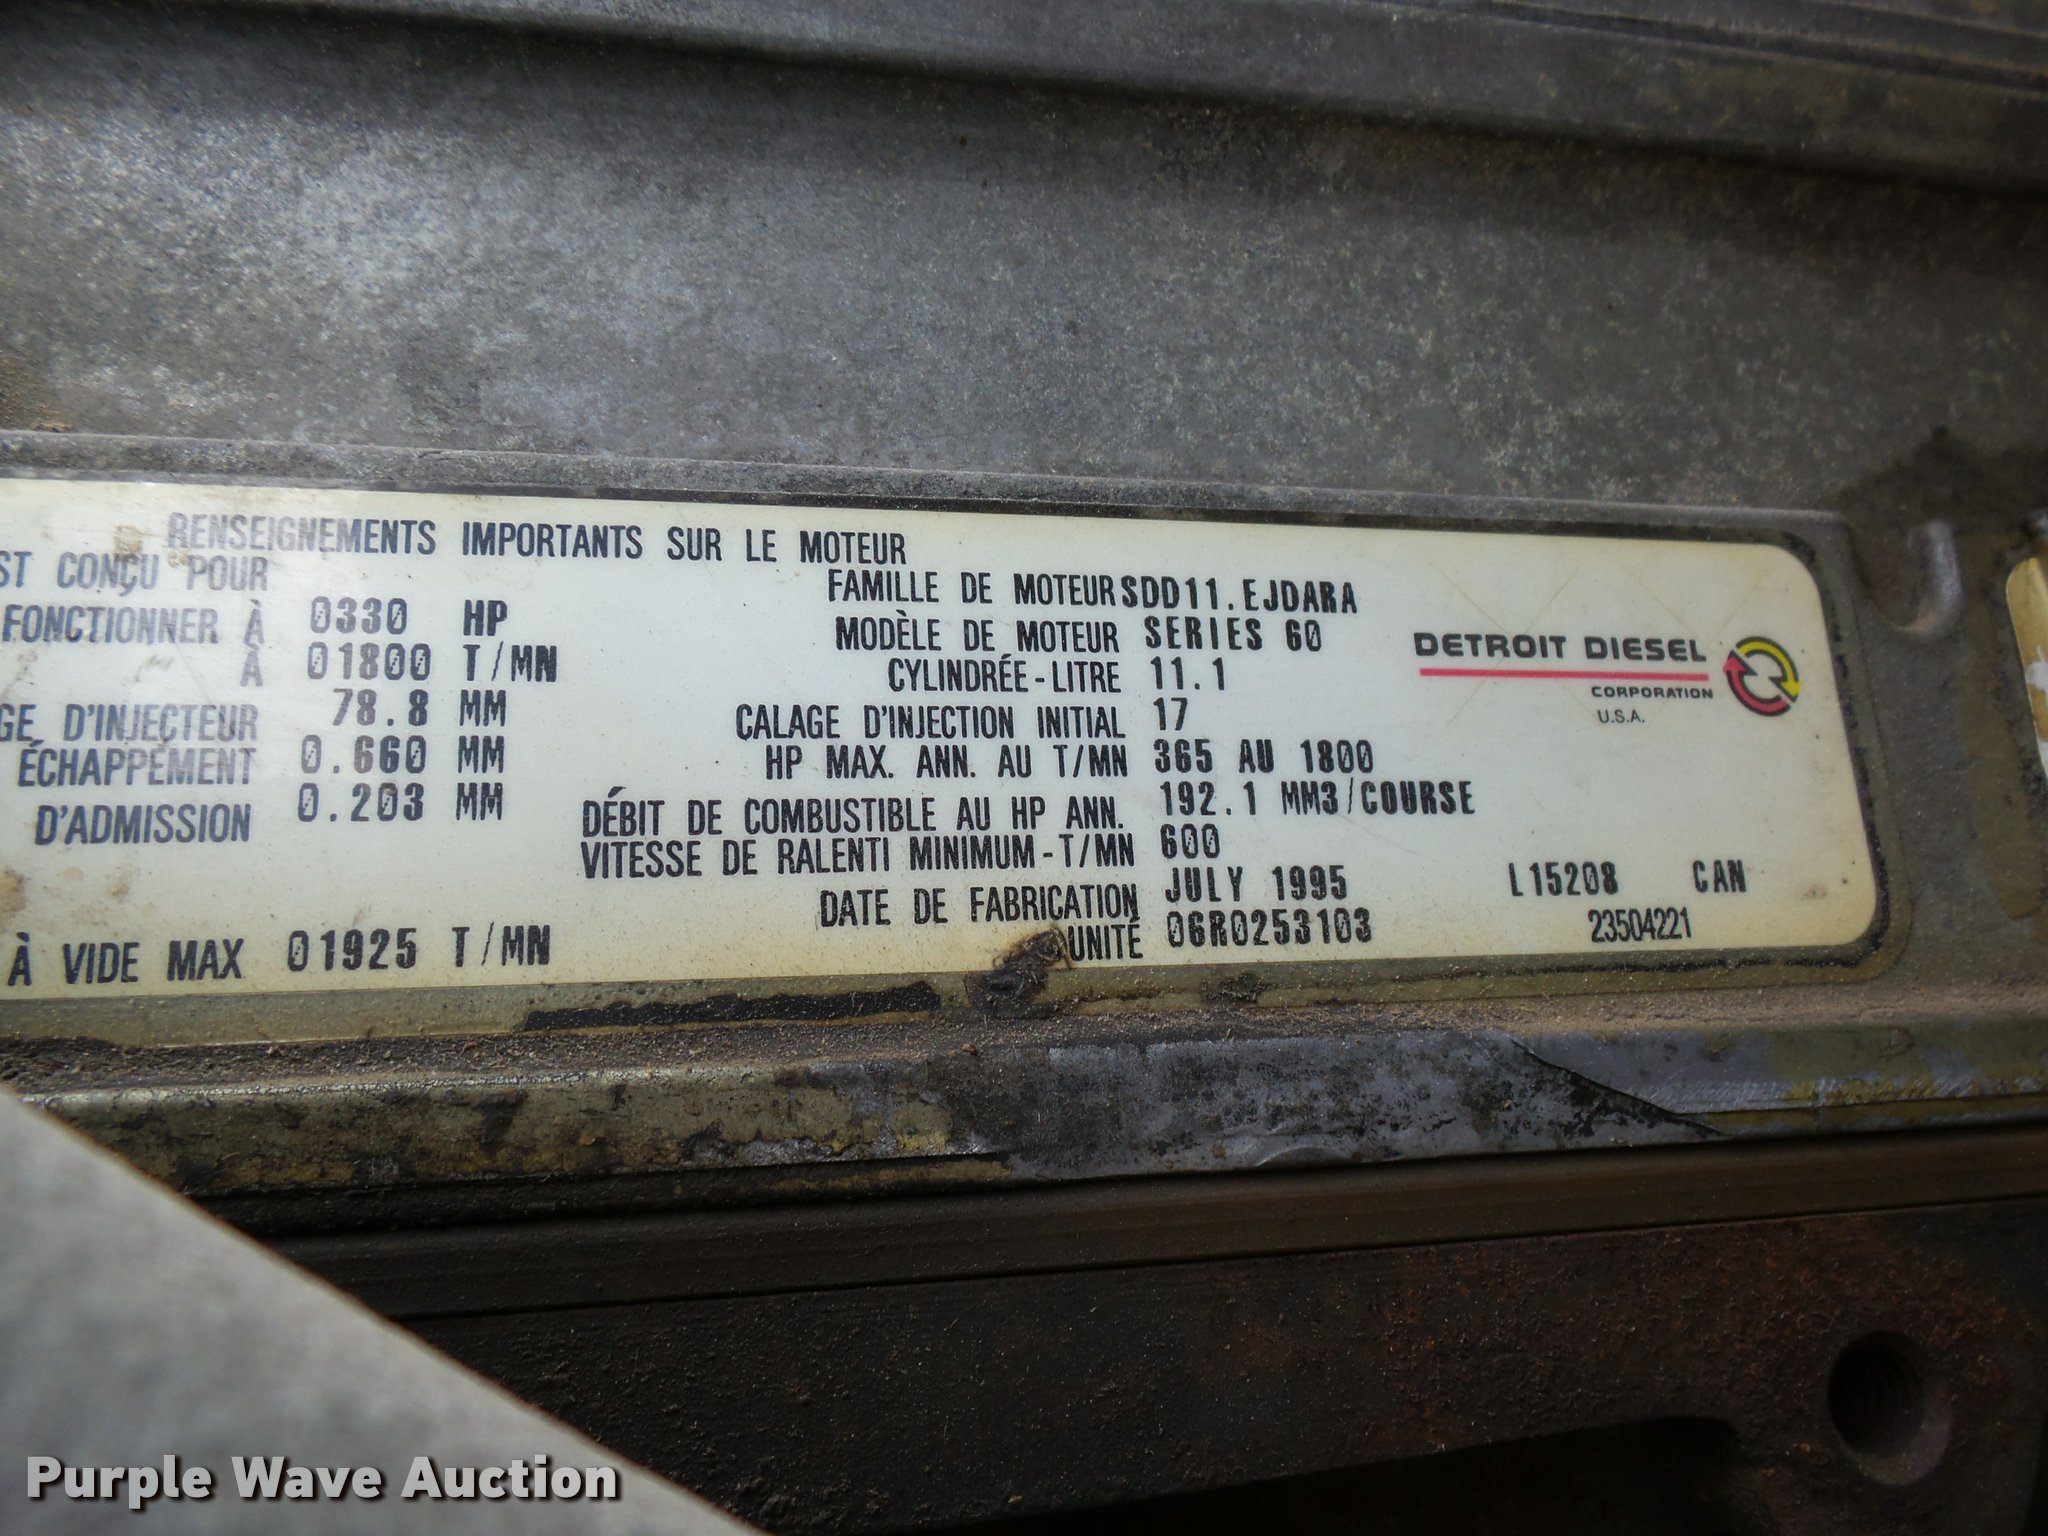 RENSEIGNEMENTS IMPORTANTS SUR LE MOTEUR
ST CONÇU POUR
FONCTIONNER À 0330 HP
À 01800 T/MN
GE D'INJECTEUR 78.8 MM
ÉCHAPPEMENT 0.660 MM
D'ADMISSION 0.203 MM
À VIDE MAX 01925 T/MN
FAMILLE DE MOTEUR SDD11.EJDARA
MODÈLE DE MOTEUR SERIES 60
CYLINDRÉE-LITRE 11.1
CALAGE D'INJECTION INITIAL 17
HP MAX. ANN. AU T/MN 365 AU 1800
DÉBIT DE COMBUSTIBLE AU HP ANN. 192.1 MM3/COURSE
VITESSE DE RALENTI MINIMUM-T/MN 600
DATE DE FABRICATION JULY 1995
UNITÉ 06R0253103
DETROIT DIESEL
CORPORATION
U.S.A.
L15208 CAN
23504221
Purple Wave Auction